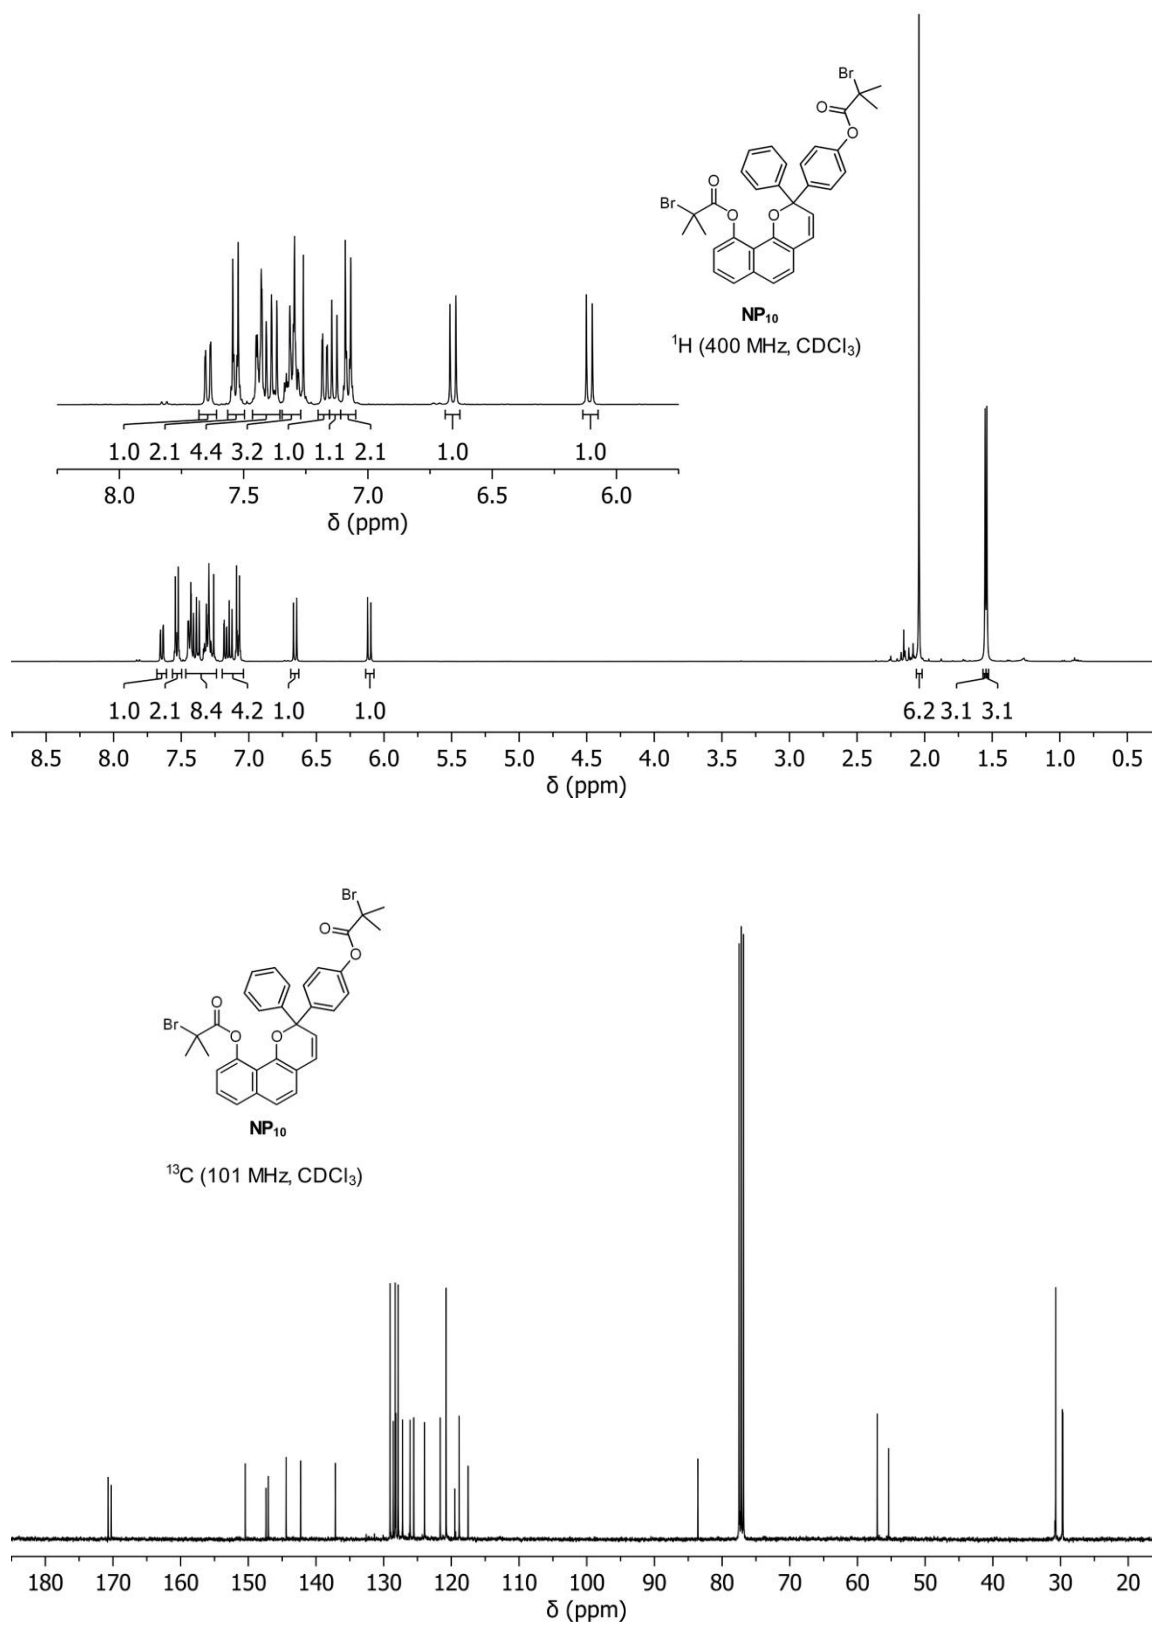 Br
O
O
O
Br
O
O
NP₁₀
¹H (400 MHz, CDCl₃)
1.0 2.1 4.4 3.2 1.0 1.1 2.1 1.0 1.0
8.0 7.5 7.0 6.5 6.0
δ (ppm)
1.0 2.1 8.4 4.2 1.0 1.0 6.2 3.1 3.1
8.5 8.0 7.5 7.0 6.5 6.0 5.5 5.0 4.5 4.0 3.5 3.0 2.5 2.0 1.5 1.0 0.5
δ (ppm)
Br
O
O
O
Br
O
O
NP₁₀
¹³C (101 MHz, CDCl₃)
180 170 160 150 140 130 120 110 100 90 80 70 60 50 40 30 20
δ (ppm)